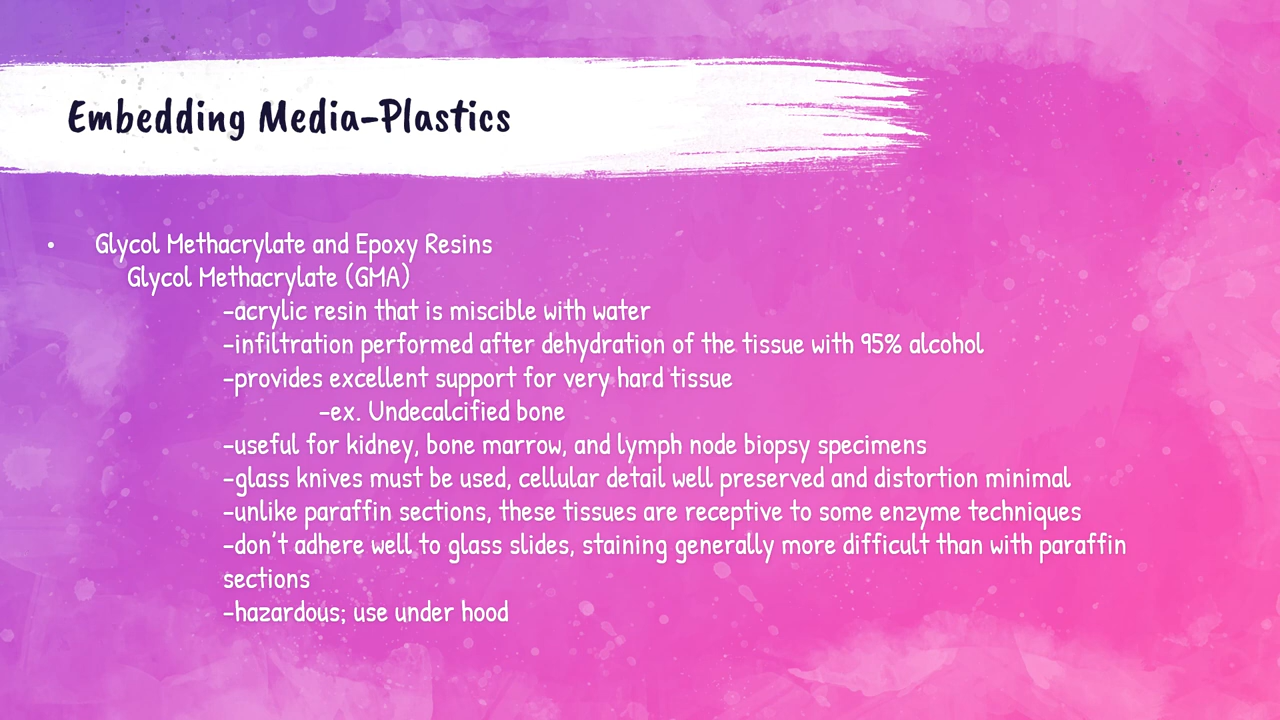 Embedding Media-Plastics
• Glycol Methacrylate and Epoxy Resins
Glycol Methacrylate (GMA)
-acrylic resin that is miscible with water
-infiltration performed after dehydration of the tissue with 95% alcohol
-provides excellent support for very hard tissue
-ex. Undecalcified bone
-useful for kidney, bone marrow, and lymph node biopsy specimens
-glass knives must be used, cellular detail well preserved and distortion minimal
-unlike paraffin sections, these tissues are receptive to some enzyme techniques
-don't adhere well to glass slides, staining generally more difficult than with paraffin
sections
-hazardous; use under hood